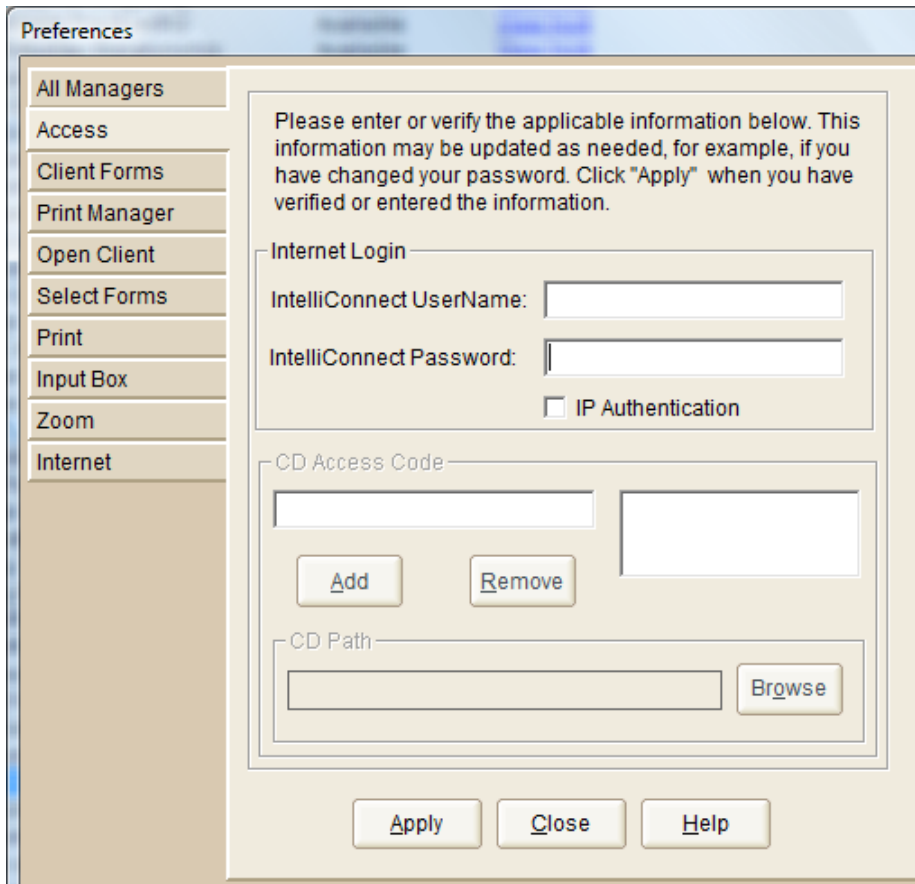 Preferences
All Managers
Access
Client Forms
Print Manager
Open Client
Select Forms
Print
Input Box
Zoom
Internet
Please enter or verify the applicable information below. This
information may be updated as needed, for example, if you
have changed your password. Click "Apply" when you have
verified or entered the information.
Internet Login
IntelliConnect UserName:
IntelliConnect Password:
IP Authentication
CD Access Code
Add
Remove
CD Path
Browse
Apply
Close
Help